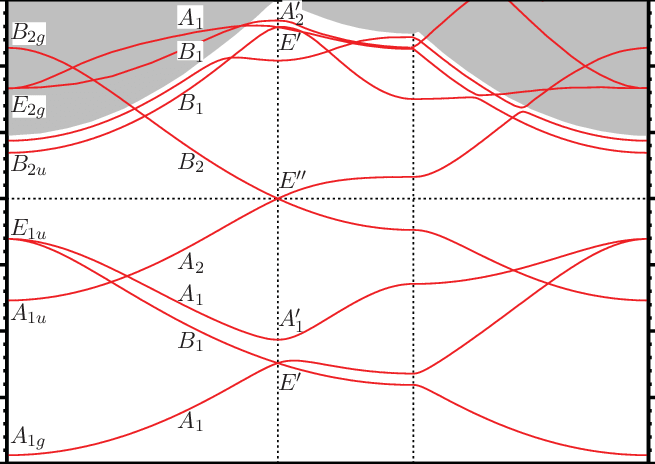 B₂g
E₂g
B₂u
E₁u
A₁u
A₁g
A₁
B₁
B₁
B₂
A₂
A₁
B₁
A₁
A′₂
E′
E″
A′₁
E′